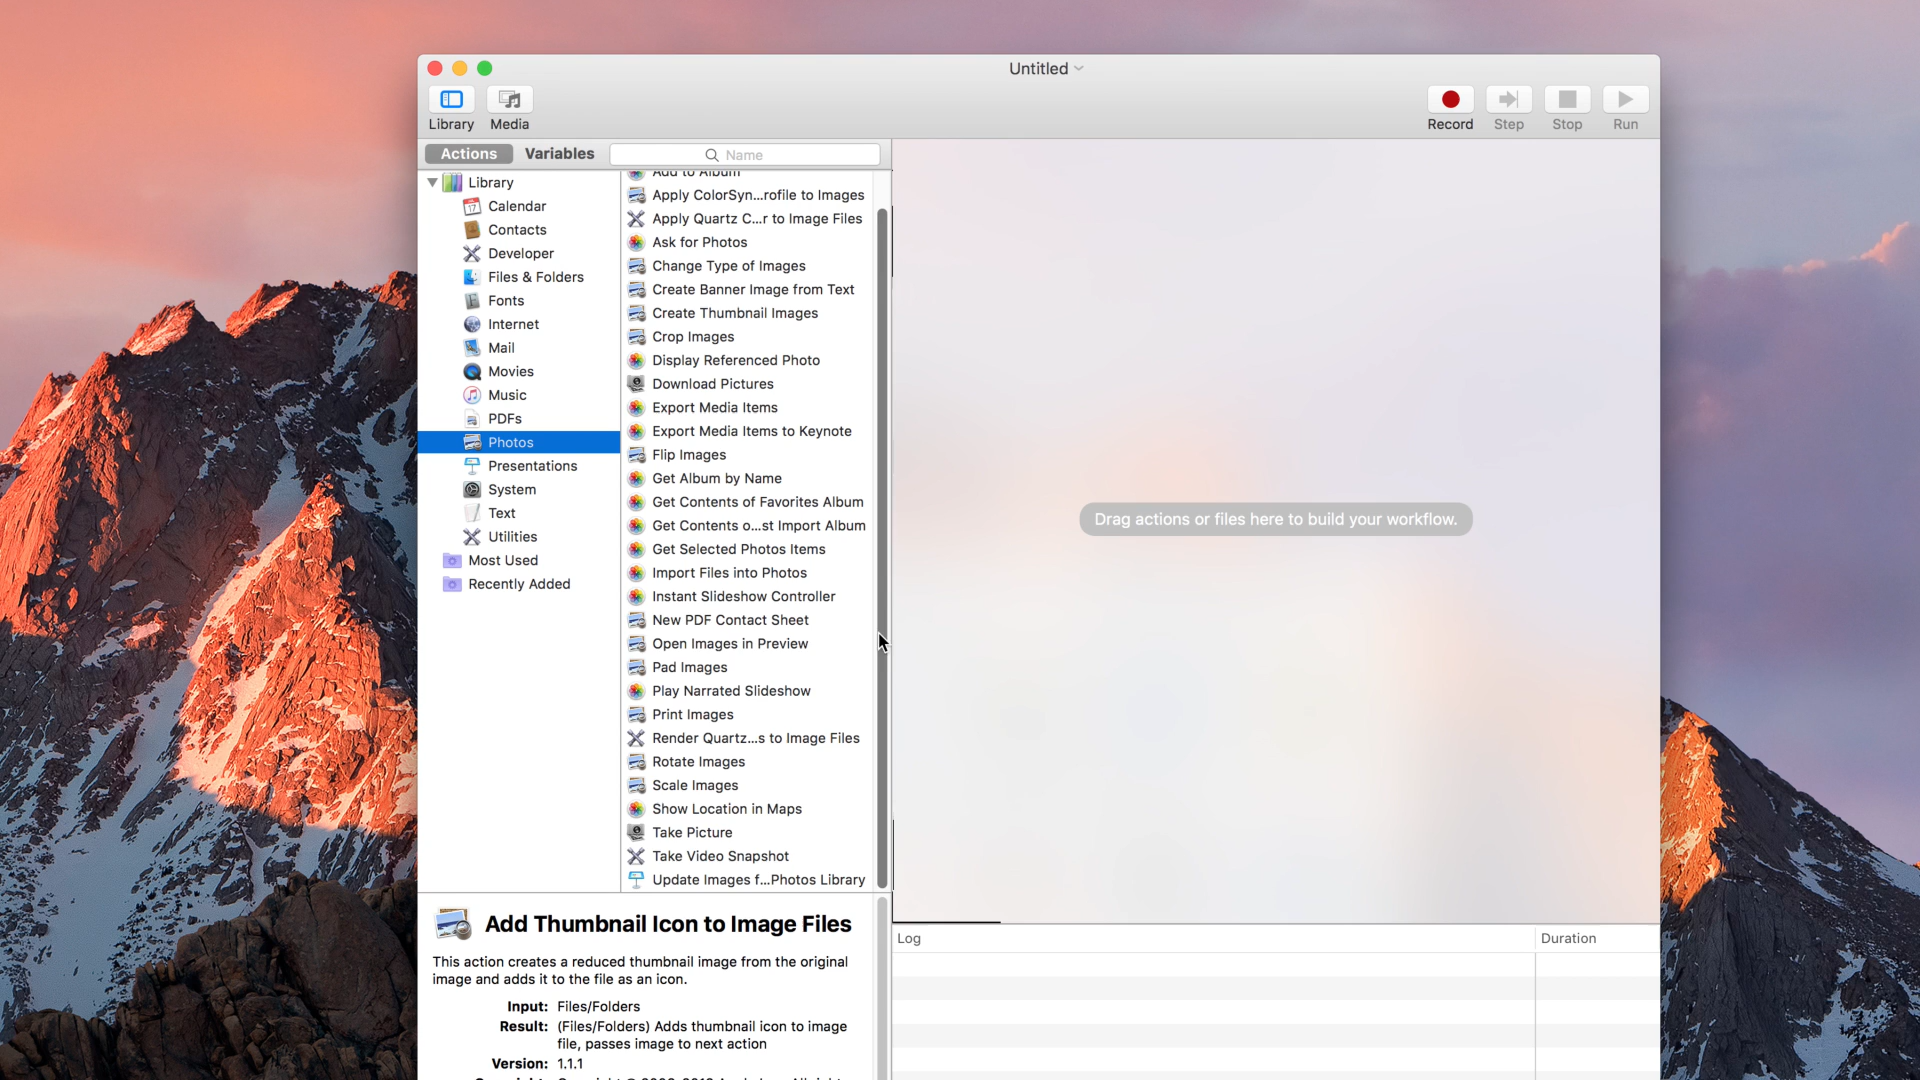 Untitled
Library
Media
Record
Step
Stop
Run
Actions
Variables
Name
Library
Calendar
Contacts
Developer
Files & Folders
Fonts
Internet
Mail
Movies
Music
PDFs
Photos
Presentations
System
Text
Utilities
Most Used
Recently Added
Add to Album
Apply ColorSyn...rofile to Images
Apply Quartz C...r to Image Files
Ask for Photos
Change Type of Images
Create Banner Image from Text
Create Thumbnail Images
Crop Images
Display Referenced Photo
Download Pictures
Export Media Items
Export Media Items to Keynote
Flip Images
Get Album by Name
Get Contents of Favorites Album
Get Contents o...st Import Album
Get Selected Photos Items
Import Files into Photos
Instant Slideshow Controller
New PDF Contact Sheet
Open Images in Preview
Pad Images
Play Narrated Slideshow
Print Images
Render Quartz...s to Image Files
Rotate Images
Scale Images
Show Location in Maps
Take Picture
Take Video Snapshot
Update Images f...Photos Library
Drag actions or files here to build your workflow.
Add Thumbnail Icon to Image Files
This action creates a reduced thumbnail image from the original
image and adds it to the file as an icon.
Input: Files/Folders
Result: (Files/Folders) Adds thumbnail icon to image
file, passes image to next action
Version: 1.1.1
Log
Duration